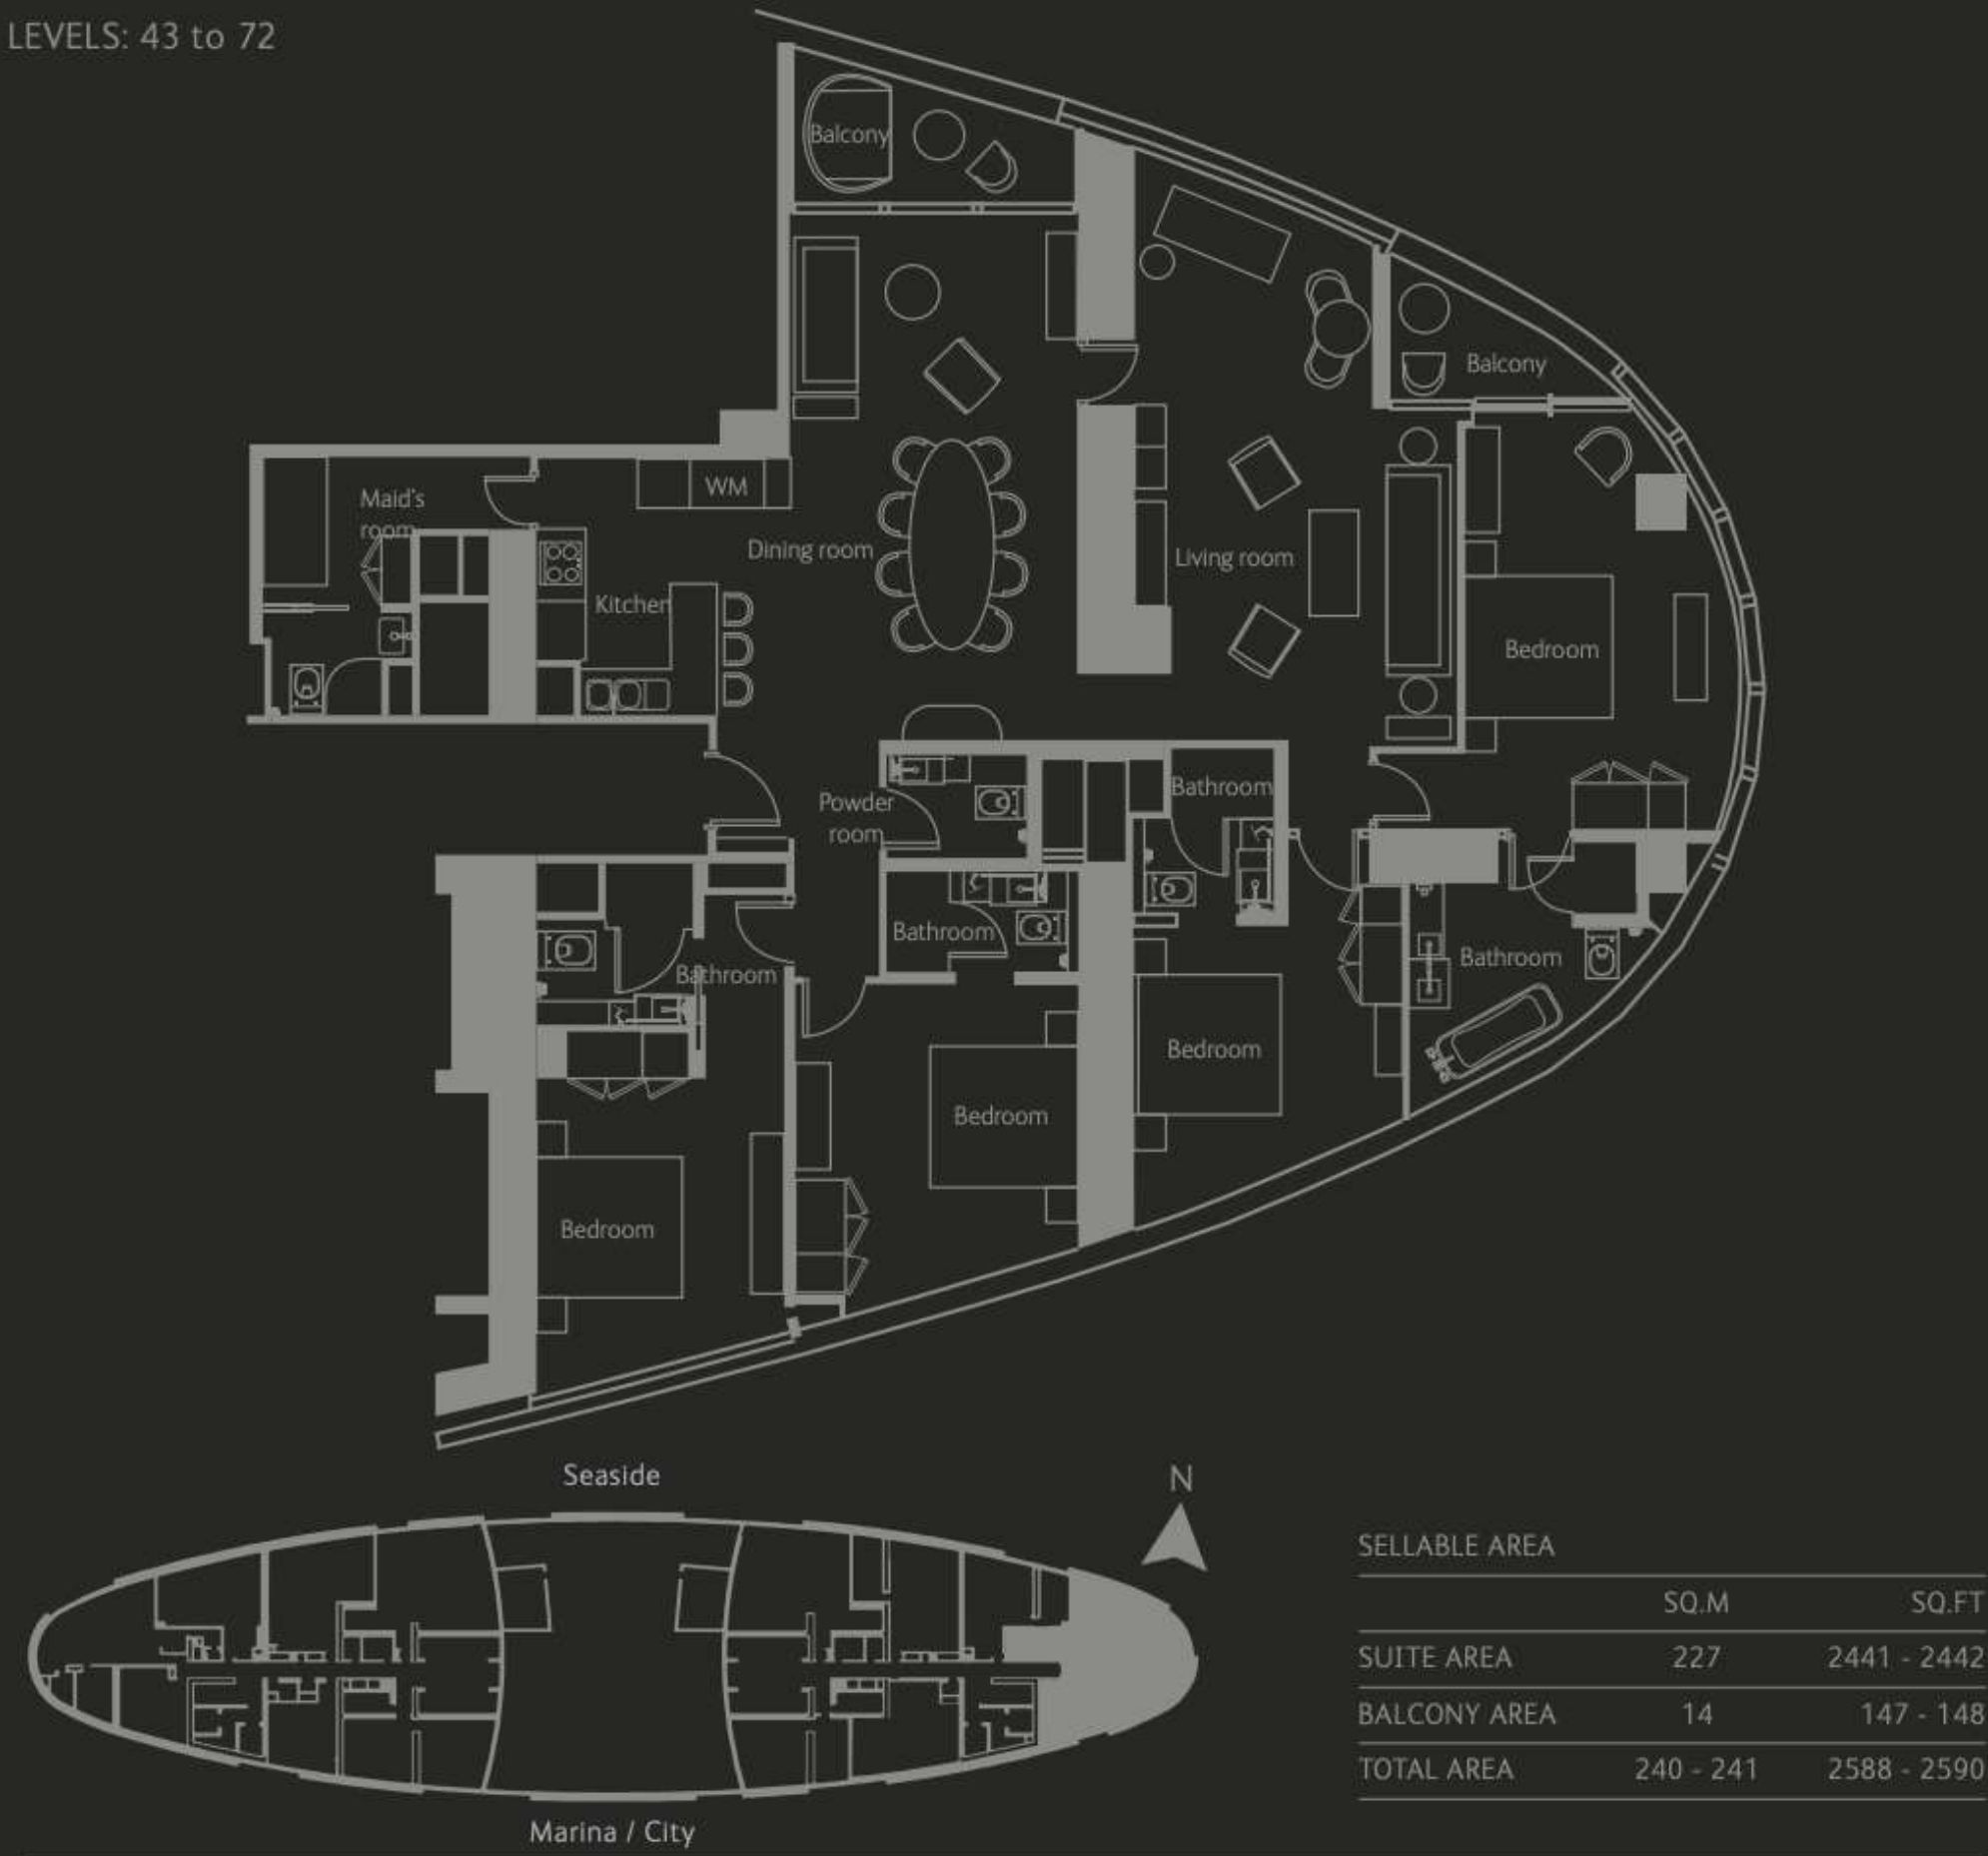 LEVELS: 43 to 72
Balcony
Balcony
Maid's
room
WM
Dining room
Living room
Kitchen
Bedroom
Powder
room
Bathroom
Bathroom
Bathroom
Bathroom
Bedroom
Bedroom
Bedroom
Seaside
N
Marina / City
SELLABLE AREA
SQ.M SQ.FT
SUITE AREA 227 2441 - 2442
BALCONY AREA 14 147 - 148
TOTAL AREA 240 - 241 2588 - 2590